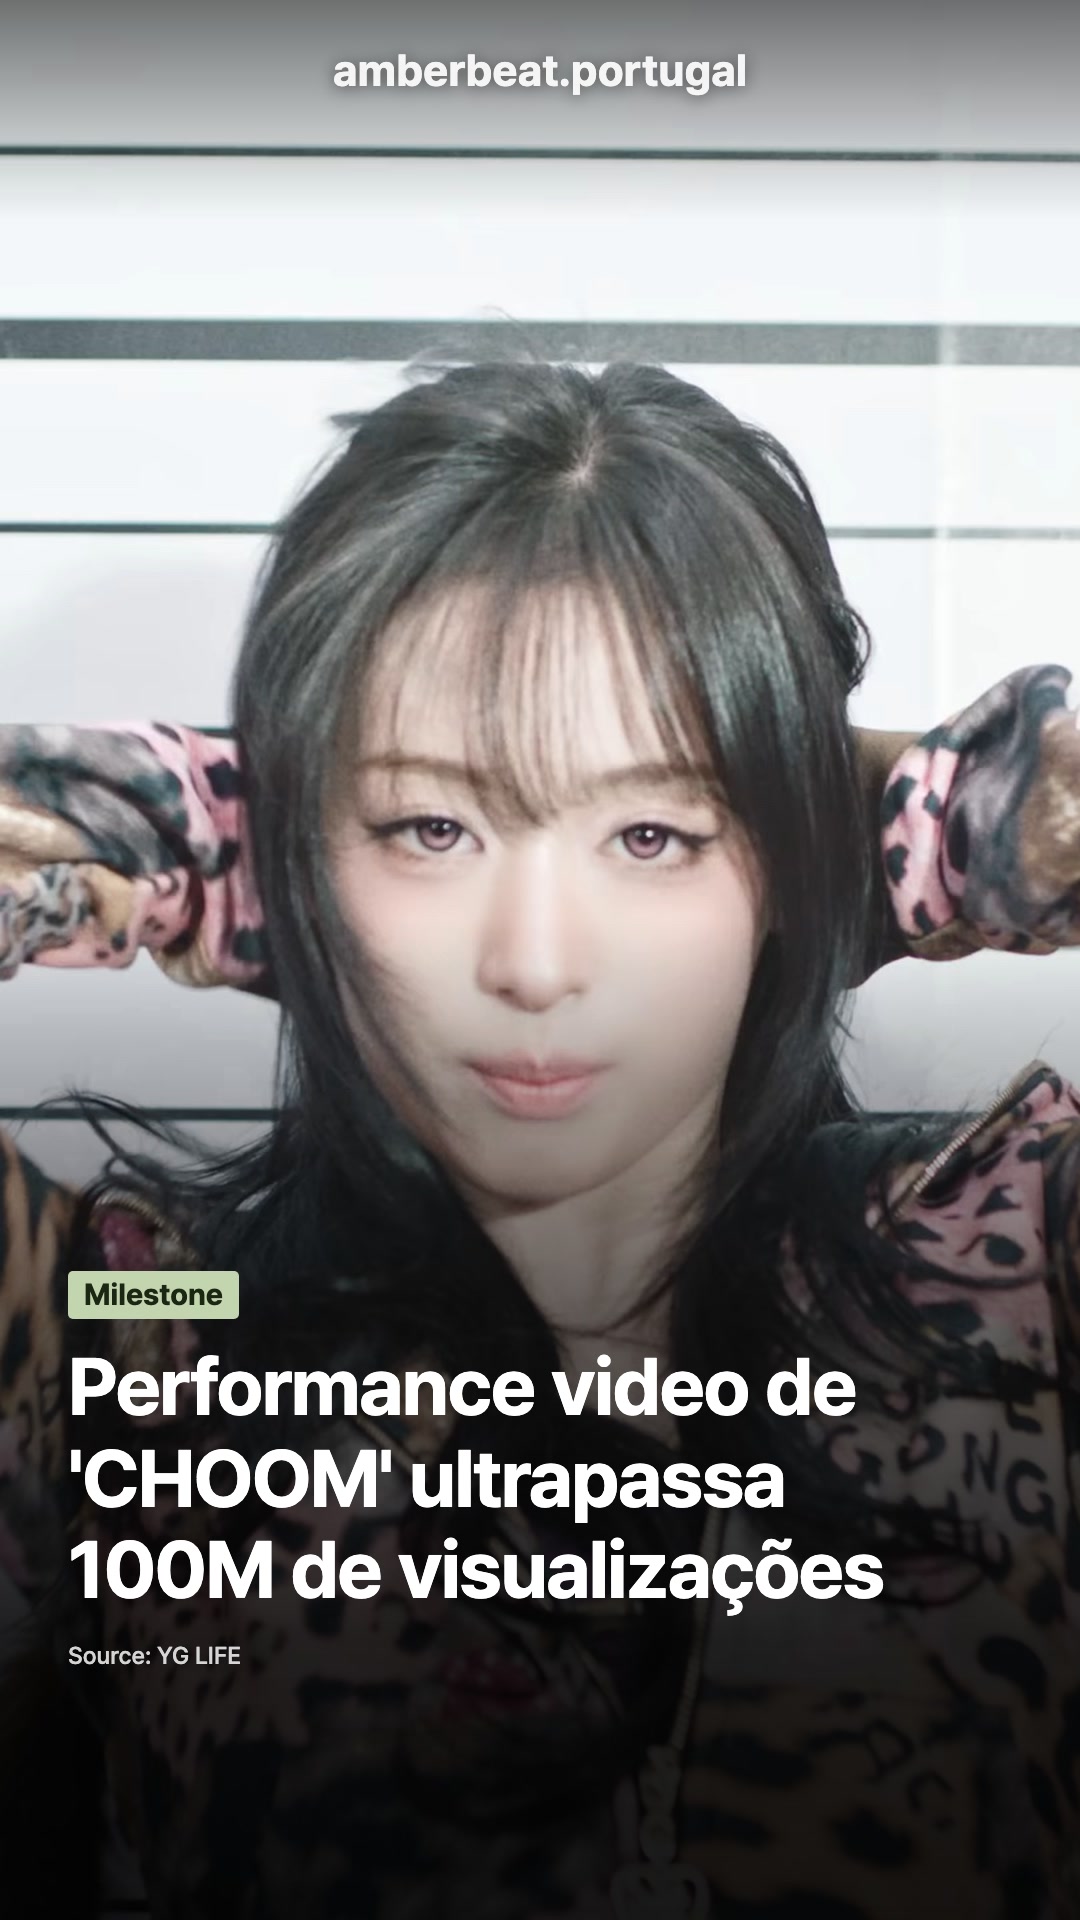 amberbeat.portugal
Milestone
Performance video de
'CHOOM' ultrapassa
100M de visualizações
Source: YG LIFE